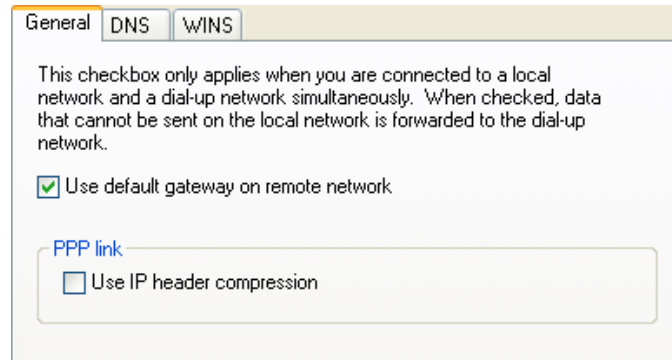 General DNS WINS
This checkbox only applies when you are connected to a local
network and a dial-up network simultaneously.  When checked, data
that cannot be sent on the local network is forwarded to the dial-up
network.
Use default gateway on remote network
PPP link
Use IP header compression